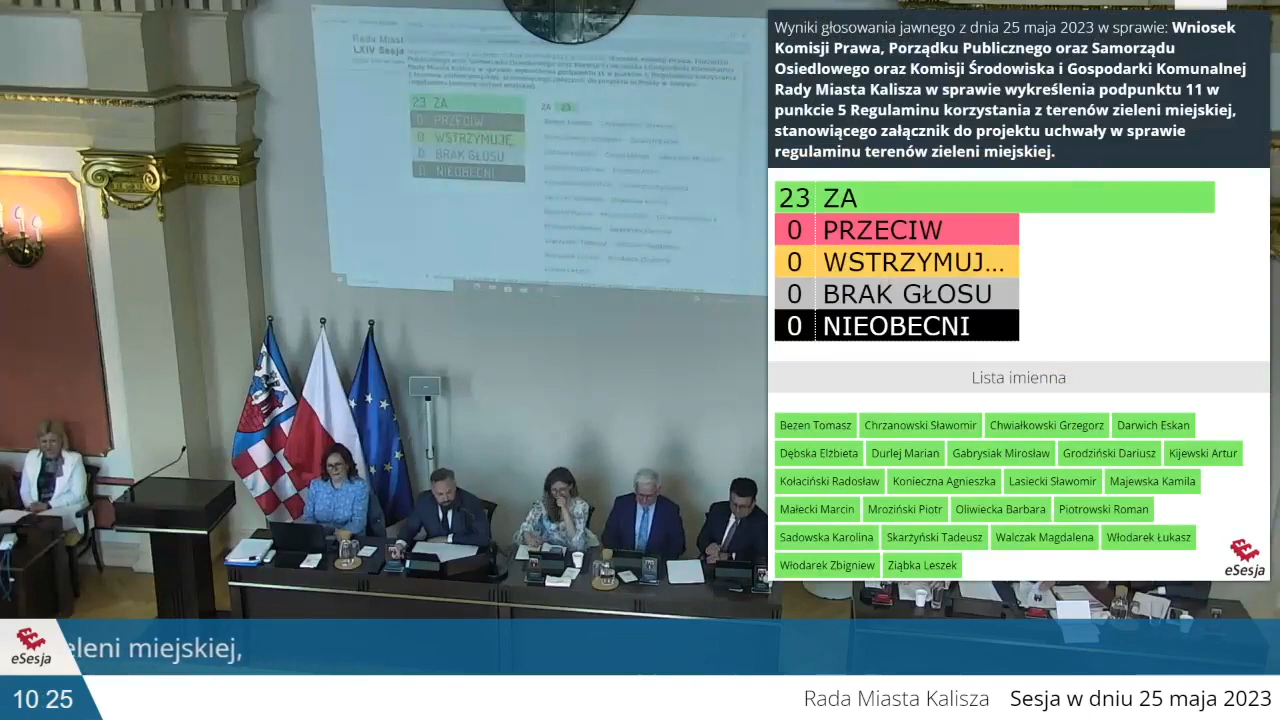 Wyniki głosowania jawnego z dnia 25 maja 2023 w sprawie: Wniosek
Komisji Prawa, Porządku Publicznego oraz Samorządu
Osiedlowego oraz Komisji Środowiska i Gospodarki Komunalnej
Rady Miasta Kalisza w sprawie wykreślenia podpunktu 11 w
punkcie 5 Regulaminu korzystania z terenów zieleni miejskiej,
stanowiącego załącznik do projektu uchwały w sprawie
regulaminu terenów zieleni miejskiej.
23 ZA
0 PRZECIW
0 WSTRZYMUJ...
0 BRAK GŁOSU
0 NIEOBECNI
Lista imienna
Bezen Tomasz Chrzanowski Sławomir Chwiałkowski Grzegorz Darwich Eskan
Dębska Elżbieta Durlej Marian Gabrysiak Mirosław Grodziński Dariusz Kijewski Artur
Kołaciński Radosław Konieczna Agnieszka Lasiecki Sławomir Majewska Kamila
Małecki Marcin Mroziński Piotr Oliwiecka Barbara Piotrowski Roman
Sadowska Karolina Skarżyński Tadeusz Walczak Magdalena Włodarek Łukasz
Włodarek Zbigniew Ziąbka Leszek
eSesja
Rada Miast
LXIV Sesja
23 ZA
0 PRZECIW
0 WSTRZYMUJĘ
0 BRAK GŁOSU
0 NIEOBECNI
ZA 23
eSesja
eleni miejskiej,
10 25
Rada Miasta Kalisza Sesja w dniu 25 maja 2023